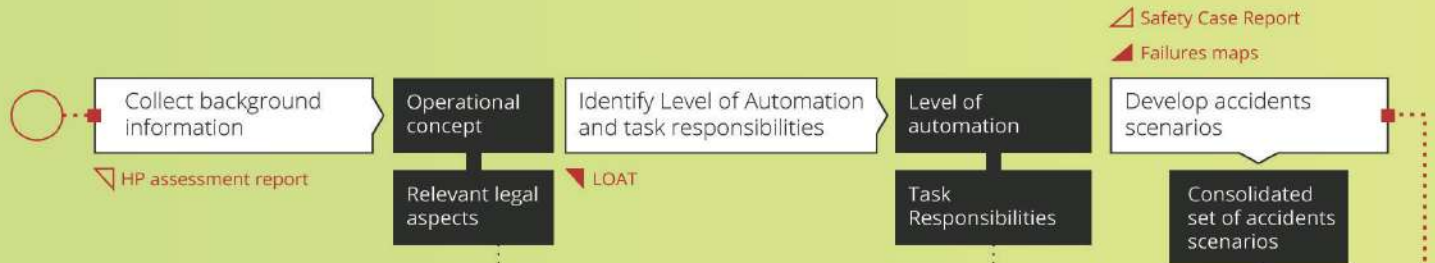 Safety Case Report
Failures maps
Collect background
information
HP assessment report
Operational
concept
Relevant legal
aspects
Identify Level of Automation
and task responsibilities
LOAT
Level of
automation
Task
Responsibilities
Develop accidents
scenarios
Consolidated
set of accidents
scenarios